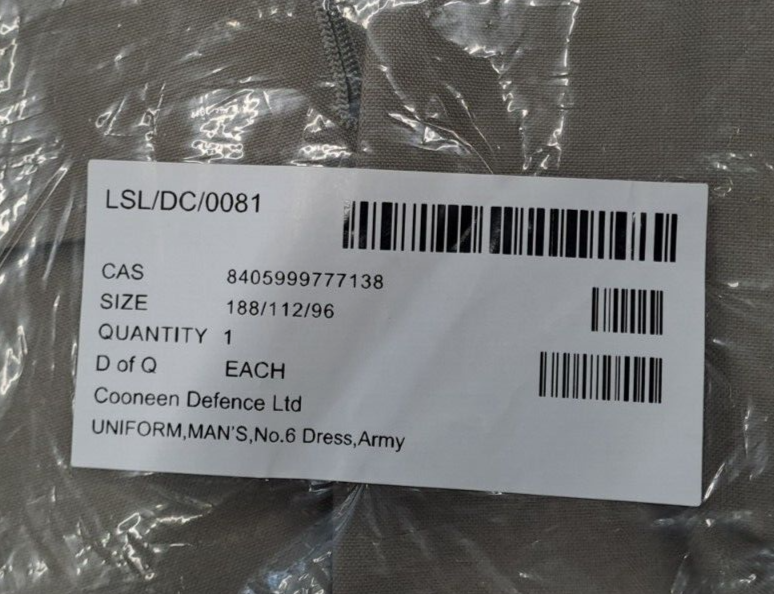 LSL/DC/0081
CAS 8405999777138
SIZE 188/112/96
QUANTITY 1
D of Q EACH
Cooneen Defence Ltd
UNIFORM,MAN'S,No.6 Dress,Army